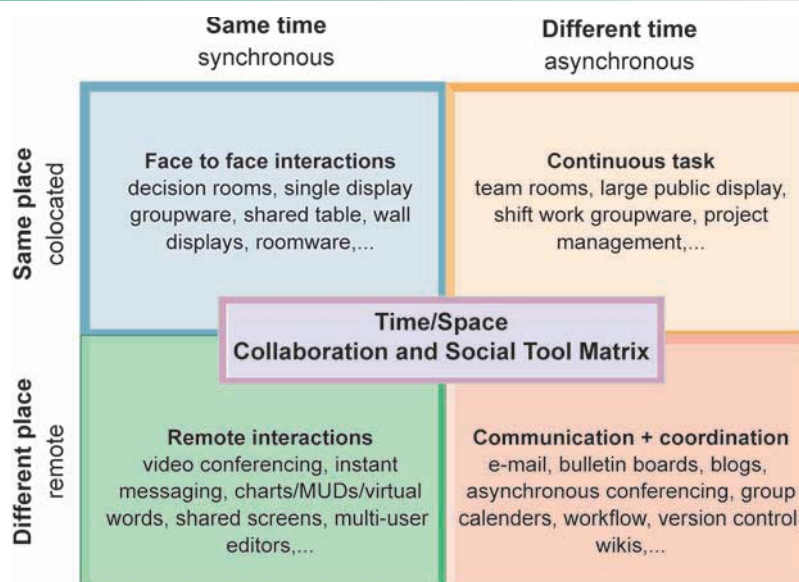 Same time
synchronous
Different time
asynchronous
Same place
colocated
Face to face interactions
decision rooms, single display
groupware, shared table, wall
displays, roomware,...
Continuous task
team rooms, large public display,
shift work groupware, project
management,...
Time/Space
Collaboration and Social Tool Matrix
Different place
remote
Remote interactions
video conferencing, instant
messaging, charts/MUDs/virtual
words, shared screens, multi-user
editors,...
Communication + coordination
e-mail, bulletin boards, blogs,
asynchronous conferencing, group
calenders, workflow, version control
wikis,...